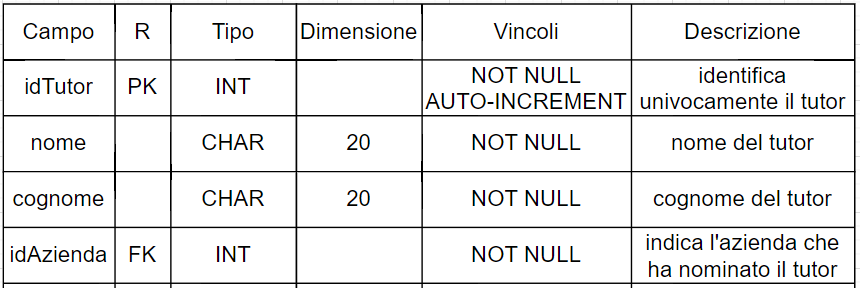 Campo R Tipo Dimensione Vincoli Descrizione
idTutor PK INT NOT NULL AUTO-INCREMENT identifica univocamente il tutor
nome CHAR 20 NOT NULL nome del tutor
cognome CHAR 20 NOT NULL cognome del tutor
idAzienda FK INT NOT NULL indica l'azienda che ha nominato il tutor